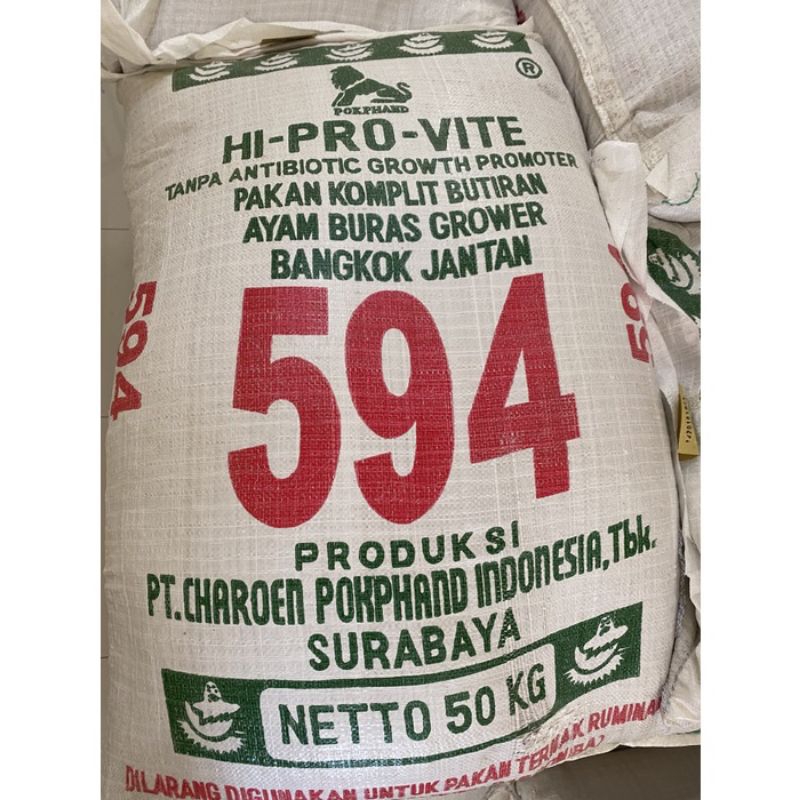 ®
POKPHAND
HI-PRO-VITE
TANPA ANTIBIOTIC GROWTH PROMOTER
PAKAN KOMPLIT BUTIRAN
AYAM BURAS GROWER
BANGKOK JANTAN
594
594
594
PRODUKSI
PT. CHAROEN POKPHAND INDONESIA, Tbk.
SURABAYA
NETTO 50 KG
DILARANG DIGUNAKAN UNTUK PAKAN TERNAK